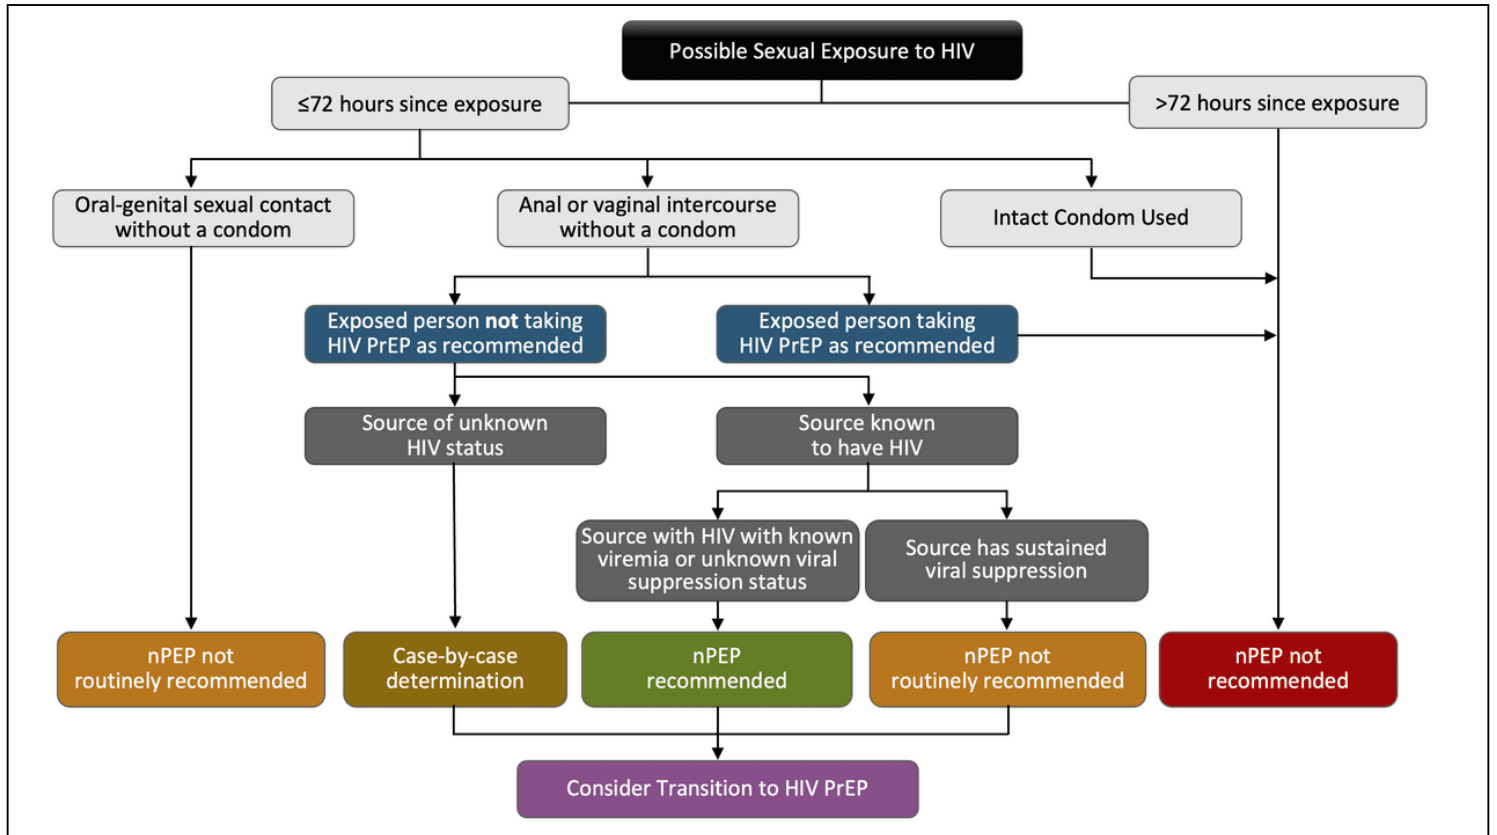 Possible Sexual Exposure to HIV
≤72 hours since exposure
>72 hours since exposure
Oral-genital sexual contact
without a condom
Anal or vaginal intercourse
without a condom
Intact Condom Used
Exposed person not taking
HIV PrEP as recommended
Exposed person taking
HIV PrEP as recommended
Source of unknown
HIV status
Source known
to have HIV
Source with HIV with known
viremia or unknown viral
suppression status
Source has sustained
viral suppression
nPEP not
routinely recommended
Case-by-case
determination
nPEP
recommended
nPEP not
routinely recommended
nPEP not
recommended
Consider Transition to HIV PrEP